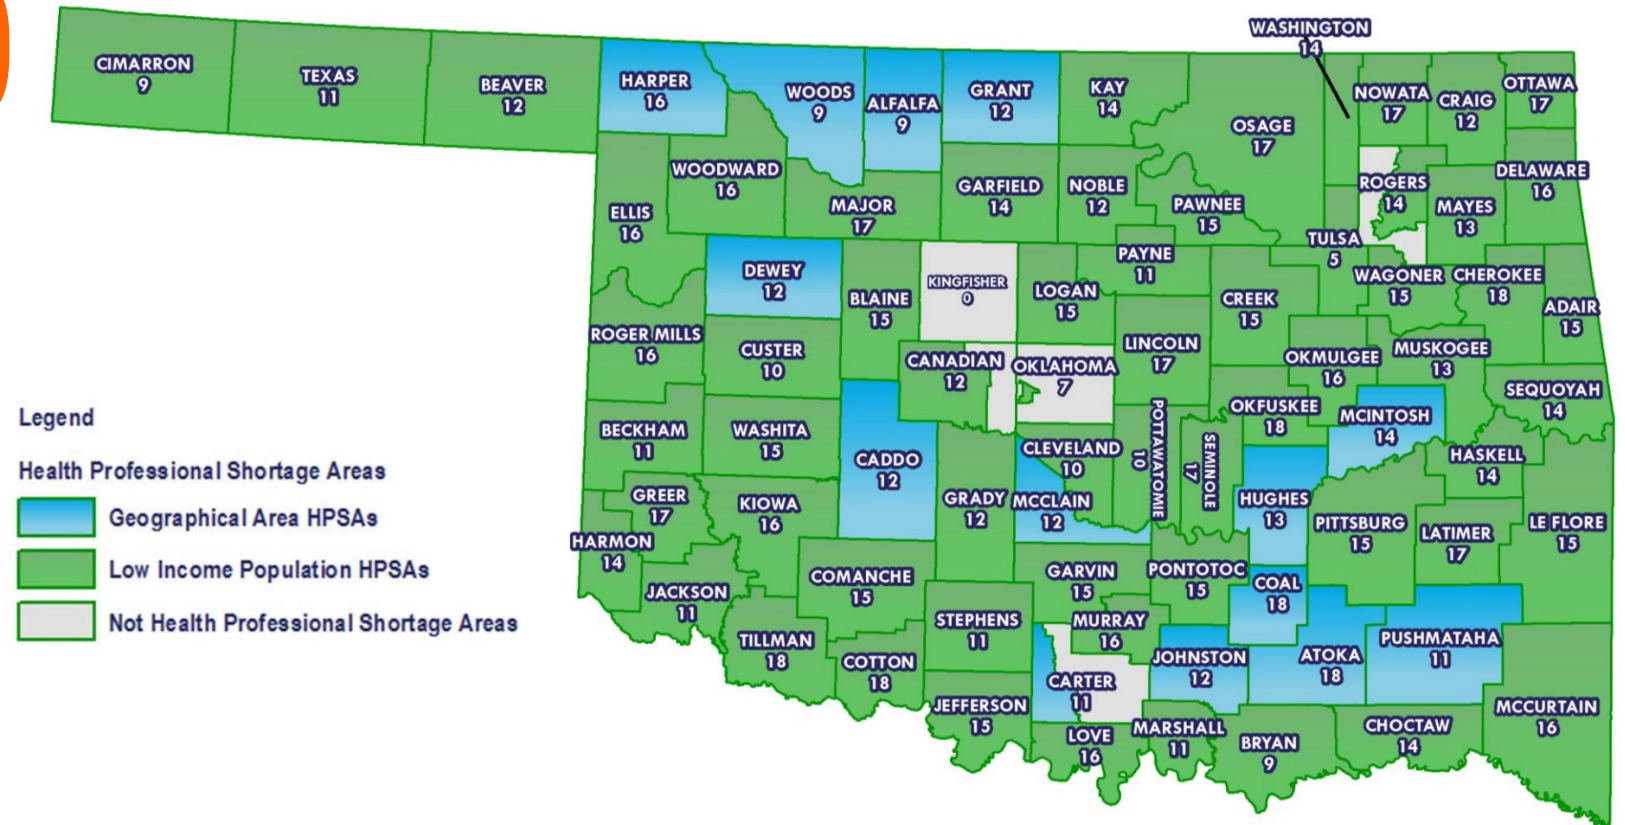 WASHINGTON
14
CIMARRON
9
TEXAS
11
BEAVER
12
HARPER
16
WOODS
9
ALFALFA
9
GRANT
12
KAY
14
OSAGE
17
NOWATA
17
CRAIG
12
OTTAWA
17
WOODWARD
16
ELLIS
16
MAJOR
17
GARFIELD
14
NOBLE
12
PAWNEE
15
ROGERS
14
MAYES
13
DELAWARE
16
DEWEY
12
BLAINE
15
KINGFISHER
0
LOGAN
15
PAYNE
11
CREEK
15
TULSA
5
WAGONER
15
CHEROKEE
18
ADAIR
15
ROGER MILLS
16
CUSTER
10
CANADIAN
12
OKLAHOMA
7
LINCOLN
17
OKMULGEE
16
MUSKOGEE
13
SEQUOYAH
14
BECKHAM
11
WASHITA
15
CADDO
12
GRADY
12
CLEVELAND
10
MCCLAIN
12
POTTAWATOMIE
10
SEMINOLE
17
OKFUSKEE
18
MCINTOSH
14
HASKELL
14
HUGHES
13
PITTSBURG
15
LATIMER
17
LE FLORE
15
GREER
17
KIOWA
16
HARMON
14
JACKSON
11
COMANCHE
15
TILLMAN
18
COTTON
18
STEPHENS
11
GARVIN
15
PONTOTOC
15
COAL
18
MURRAY
16
JOHNSTON
12
ATOKA
18
PUSHMATAHA
11
CARTER
11
JEFFERSON
15
LOVE
16
MARSHALL
11
BRYAN
9
CHOCTAW
14
MCCURTAIN
16
Legend
Health Professional Shortage Areas
Geographical Area HPSAs
Low Income Population HPSAs
Not Health Professional Shortage Areas